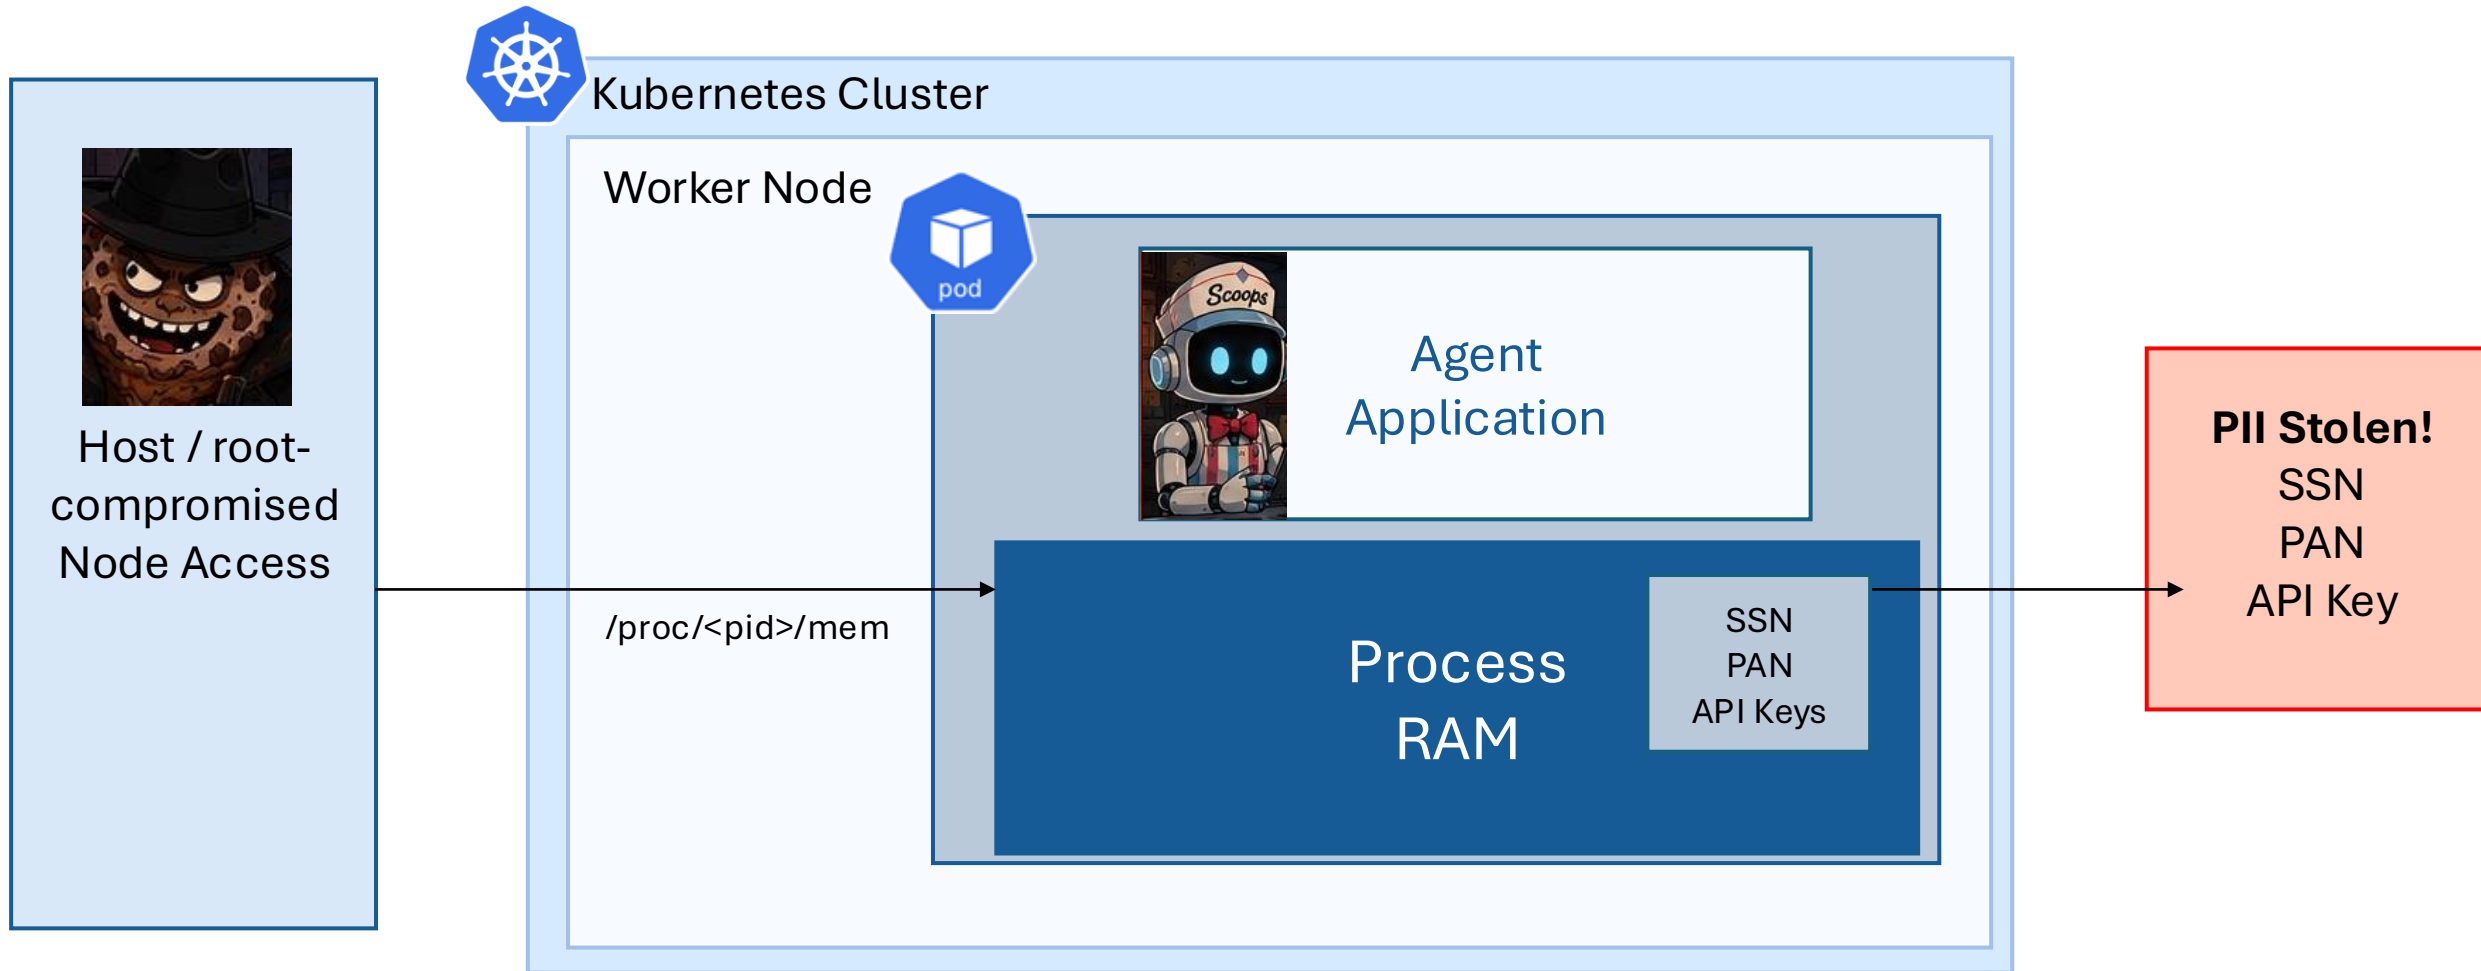 Kubernetes Cluster
Worker Node
pod
Scoops
Agent
Application
Host / root-
compromised
Node Access
/proc/<pid>/mem
Process
RAM
SSN
PAN
API Keys
PII Stolen!
SSN
PAN
API Key